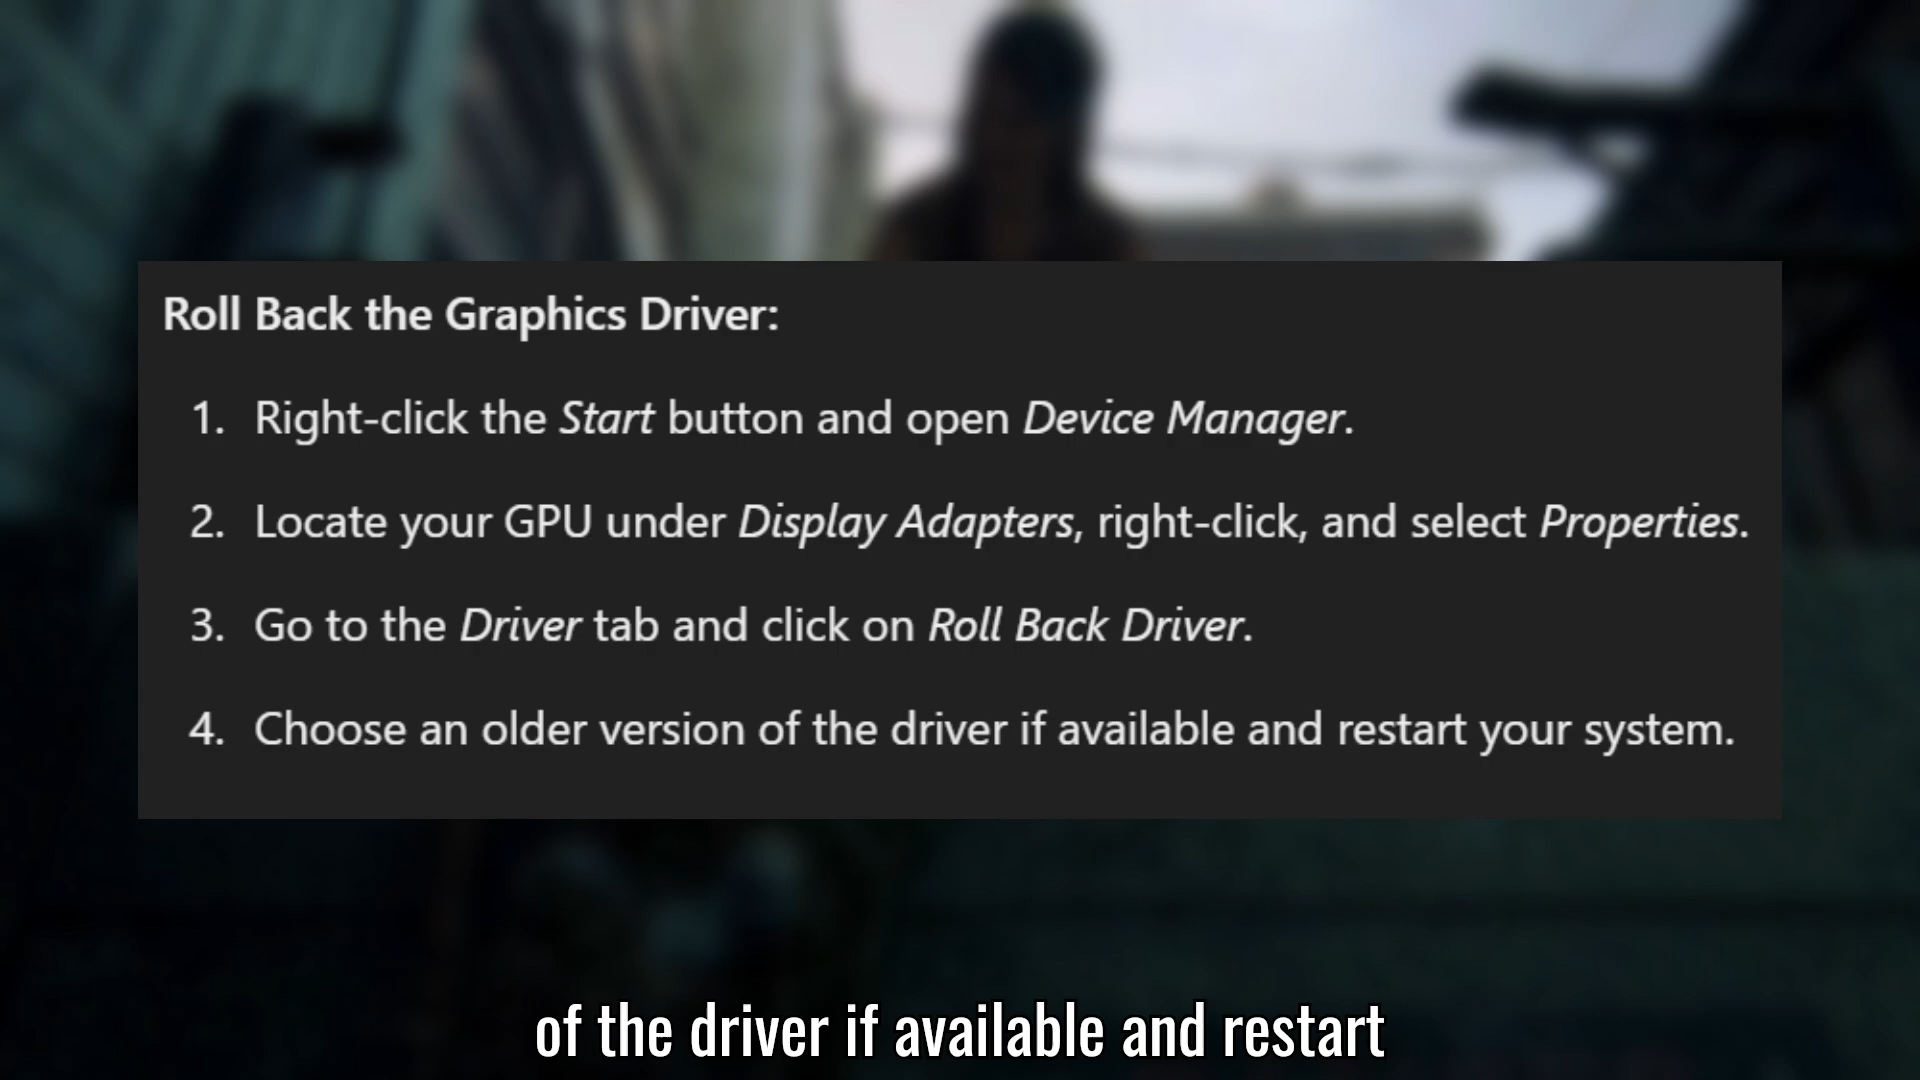 Roll Back the Graphics Driver:
1. Right-click the Start button and open Device Manager.
2. Locate your GPU under Display Adapters, right-click, and select Properties.
3. Go to the Driver tab and click on Roll Back Driver.
4. Choose an older version of the driver if available and restart your system.
of the driver if available and restart